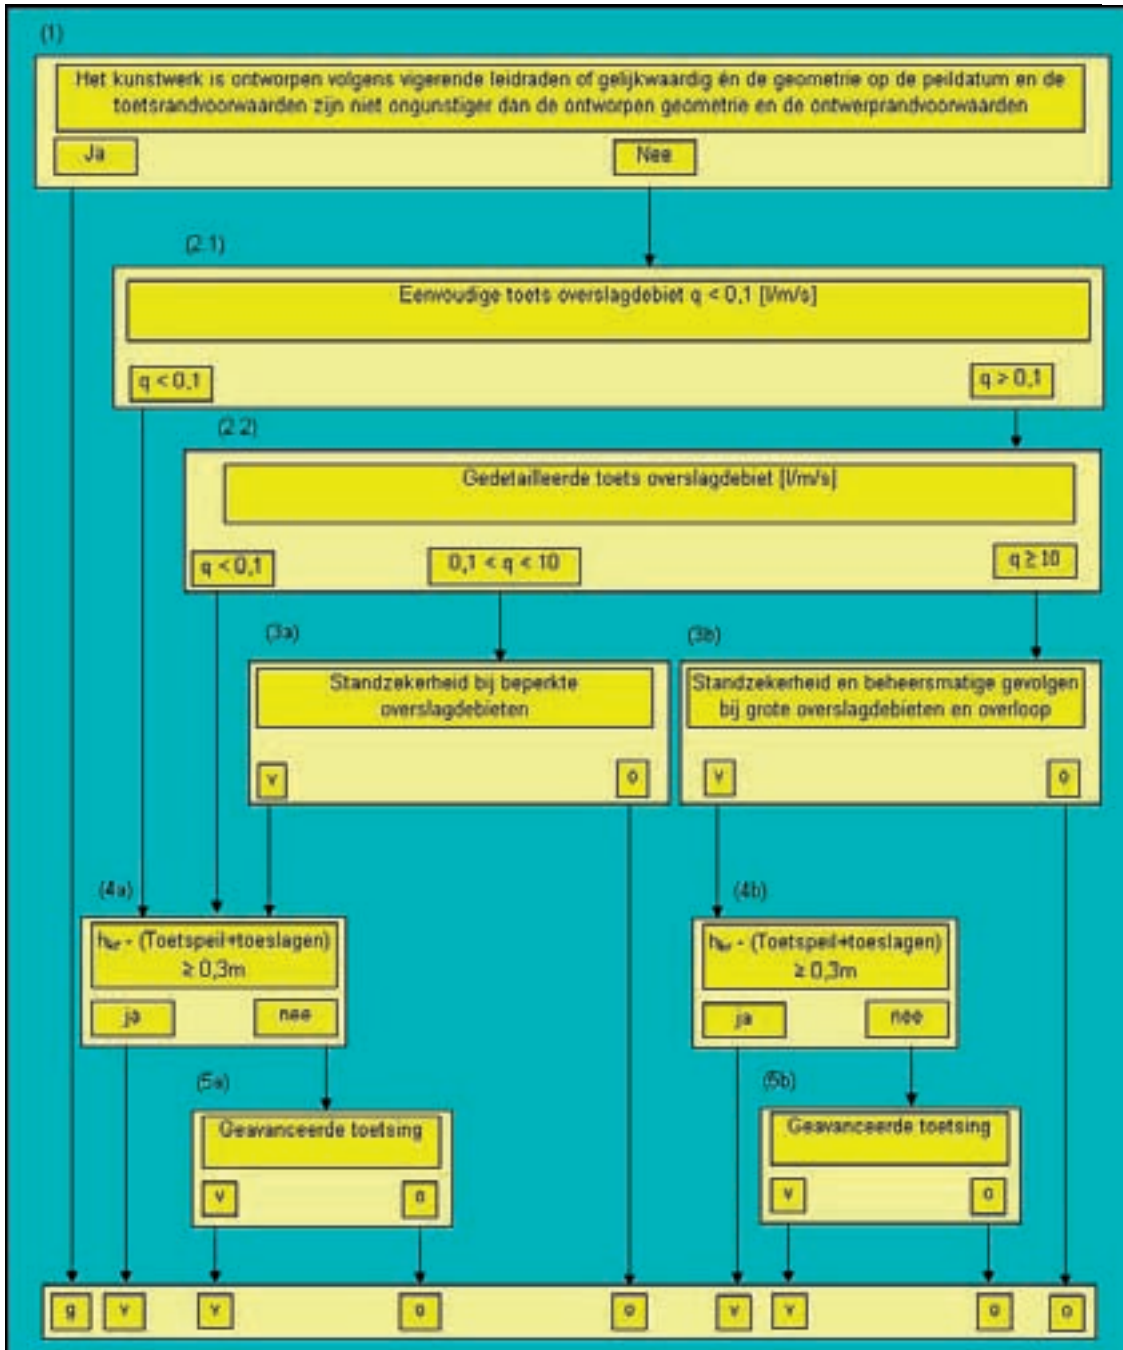 (1)
Het kunstwerk is ontworpen volgens vigerende leidraden of gelijkwaardig én de geometrie op de peildatum en de
toetsrandvoorwaarden zijn niet ongunstiger dan de ontworpen geometrie en de ontwerprandvoorwaarden
Ja
Nee
(2.1)
Eenvoudige toets overslagdebiet q < 0,1 [l/m/s]
q < 0,1
q > 0,1
(2.2)
Gedetailleerde toets overslagdebiet [l/m/s]
q < 0,1
0,1 < q < 10
q ≥ 10
(3a)
Standzekerheid bij beperkte
overslagdebieten
v
o
(3b)
Standzekerheid en beheersmatige gevolgen
bij grote overslagdebieten en overloop
v
o
(4a)
- (Toetspeil+toeslagen)
≥ 0,3m
ja
nee
(4b)
- (Toetspeil+toeslagen)
≥ 0,3m
ja
nee
(5a)
Geavanceerde toetsing
v
o
(5b)
Geavanceerde toetsing
v
o
g
v
v
o
o
v
v
o
o